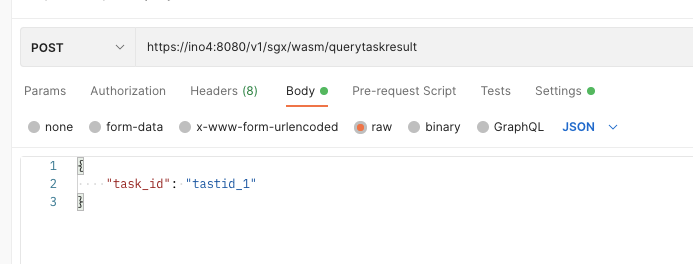 POST https://ino4:8080/v1/sgx/wasm/querytaskresult
Params Authorization Headers (8) Body Pre-request Script Tests Settings
none form-data x-www-form-urlencoded raw binary GraphQL JSON
1 {
2 "task_id": "tastid_1"
3 }